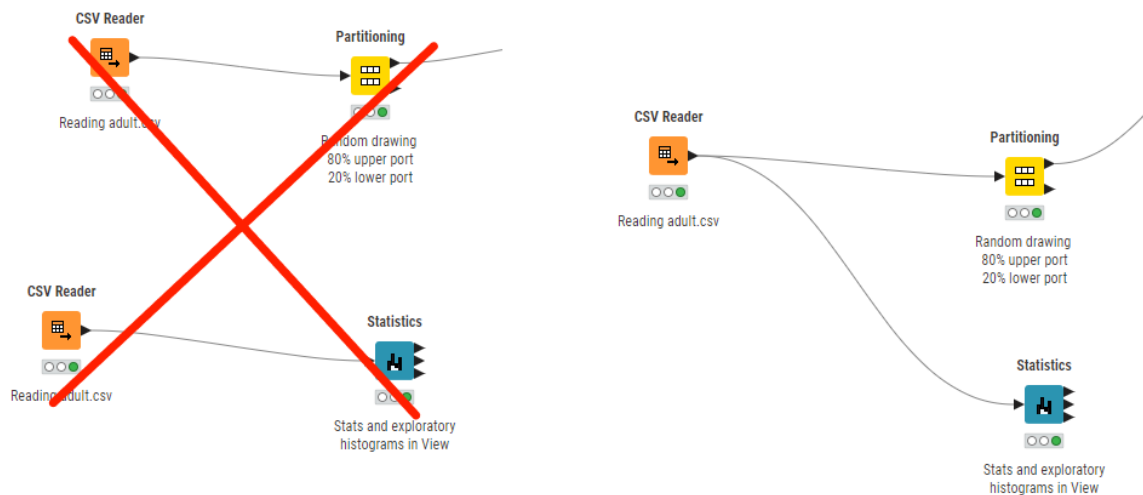 CSV Reader
Partitioning
Reading adult.csv
Random drawing
80% upper port
20% lower port
CSV Reader
Reading adult.csv
Statistics
Stats and exploratory
histograms in View
CSV Reader
Reading adult.csv
Partitioning
Random drawing
80% upper port
20% lower port
Statistics
Stats and exploratory
histograms in View